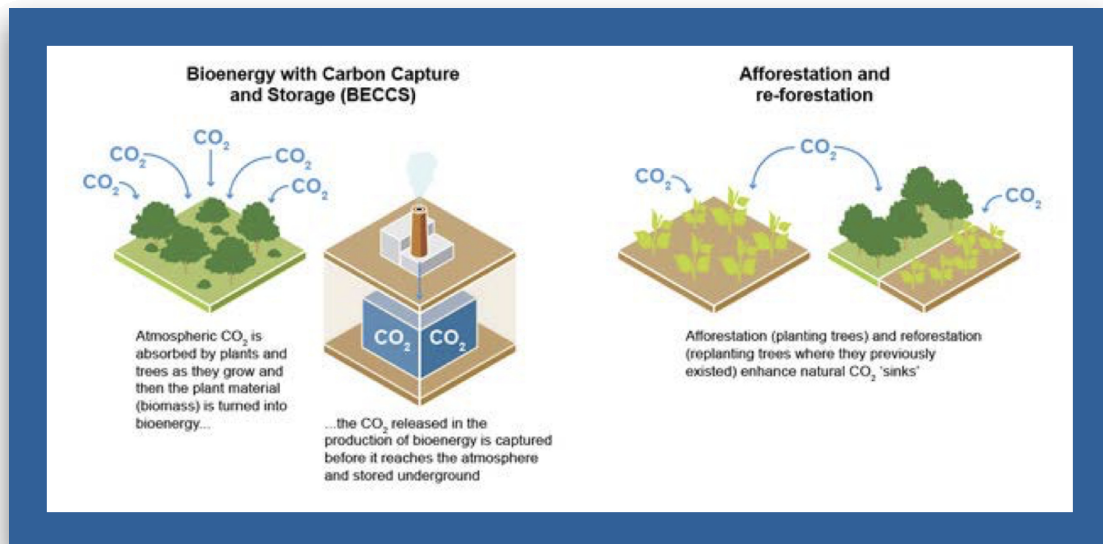 Bioenergy with Carbon Capture
and Storage (BECCS)
CO₂
CO₂
CO₂
CO₂
CO₂
CO₂
CO₂
Atmospheric CO₂ is
absorbed by plants and
trees as they grow and
then the plant material
(biomass) is turned into
bioenergy...
...the CO₂ released in the
production of bioenergy is captured
before it reaches the atmosphere
and stored underground
Afforestation and
re-forestation
CO₂
CO₂
CO₂
Afforestation (planting trees) and reforestation
(replanting trees where they previously
existed) enhance natural CO₂ 'sinks'